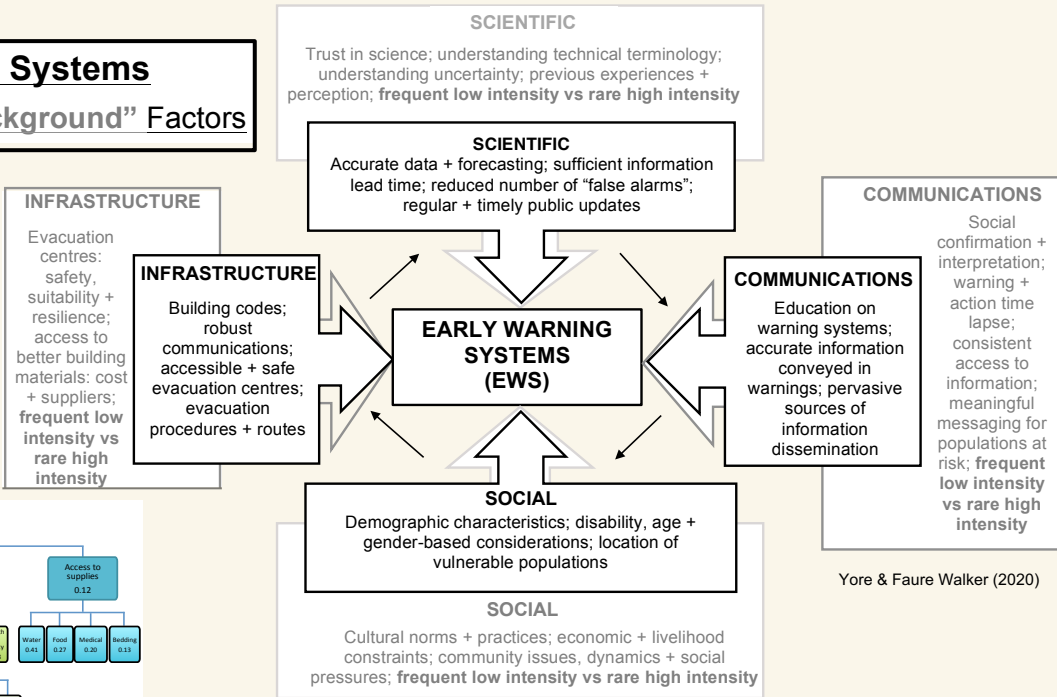 Systems
ckground” Factors
SCIENTIFIC
Trust in science; understanding technical terminology;
understanding uncertainty; previous experiences +
perception; frequent low intensity vs rare high intensity
SCIENTIFIC
Accurate data + forecasting; sufficient information
lead time; reduced number of “false alarms”;
regular + timely public updates
INFRASTRUCTURE
Evacuation
centres:
safety,
suitability +
resilience;
access to
better building
materials: cost
+ suppliers;
frequent low
intensity vs
rare high
intensity
INFRASTRUCTURE
Building codes;
robust
communications;
accessible + safe
evacuation centres;
evacuation
procedures + routes
EARLY WARNING
SYSTEMS
(EWS)
COMMUNICATIONS
Education on
warning systems;
accurate information
conveyed in
warnings; pervasive
sources of
information
dissemination
COMMUNICATIONS
Social
confirmation +
interpretation;
warning +
action time
lapse;
consistent
access to
information;
meaningful
messaging for
populations at
risk; frequent
low intensity
vs rare high
intensity
SOCIAL
Demographic characteristics; disability, age +
gender-based considerations; location of
vulnerable populations
SOCIAL
Cultural norms + practices; economic + livelihood
constraints; community issues, dynamics + social
pressures; frequent low intensity vs rare high intensity
Yore & Faure Walker (2020)
Access to
supplies
0.12
Water
0.41
Food
0.27
Medical
0.20
Bedding
0.13